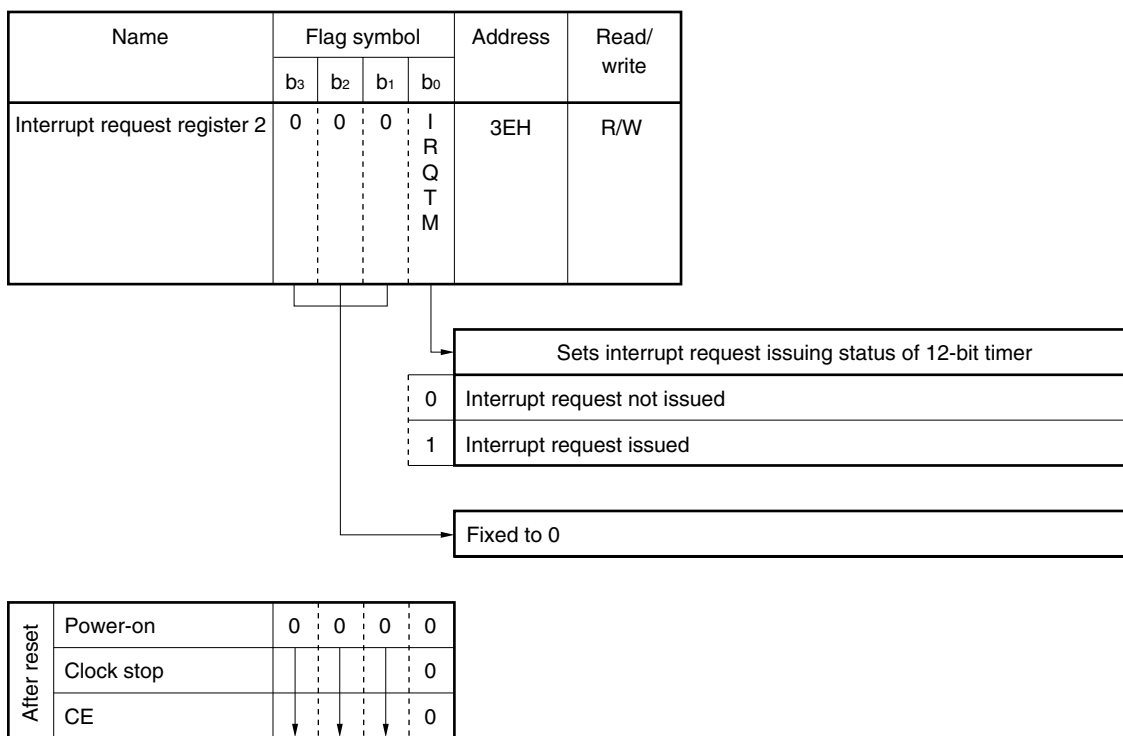 Name Flag symbol Address Read/
write
b3 b2 b1 b0
Interrupt request register 2 0 0 0 I 3EH R/W
R
Q
T
M
Sets interrupt request issuing status of 12-bit timer
0 Interrupt request not issued
1 Interrupt request issued
Fixed to 0
After reset
Power-on 0 0 0 0
Clock stop 0
CE 0